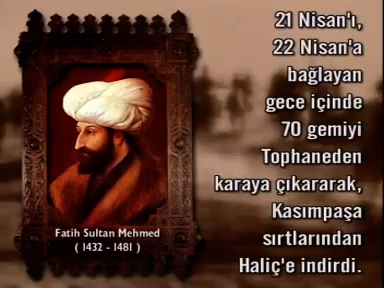 21 Nisan'ı,
22 Nisan'a
bağlayan
gece içinde
70 gemiyi
Tophaneden
karaya çıkararak,
Kasımpaşa
sırtlarından
Haliç'e indirdi.
Fatih Sultan Mehmed
( 1432 - 1481 )